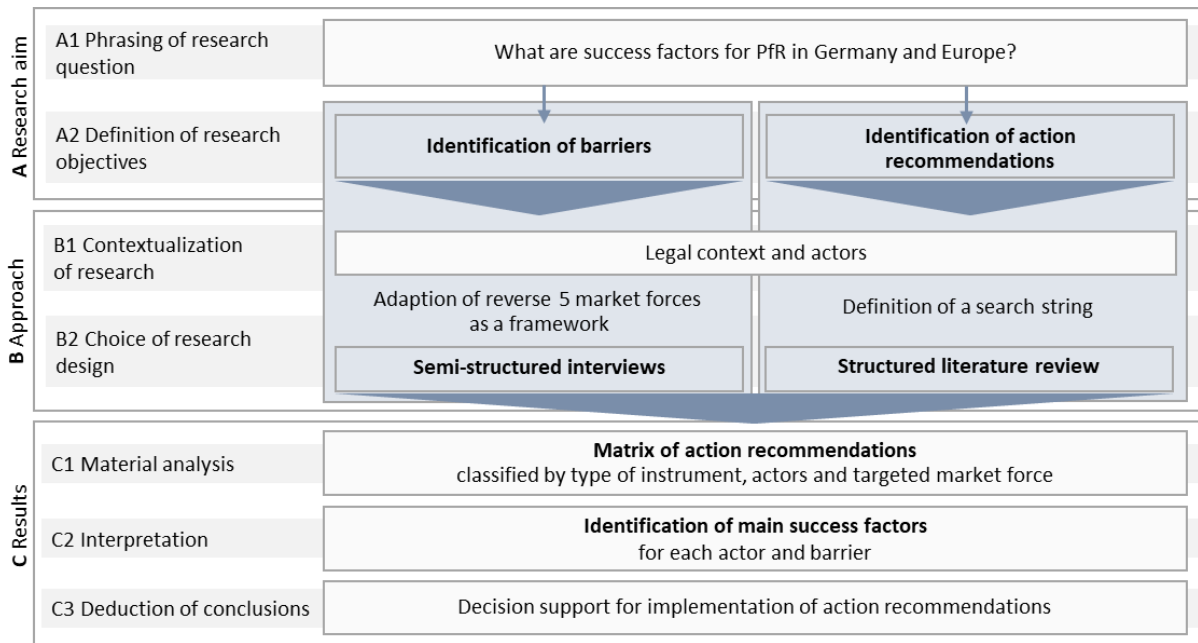 A Research aim
A1 Phrasing of research
question
What are success factors for PfR in Germany and Europe?
A2 Definition of research
objectives
Identification of barriers
Identification of action
recommendations
B Approach
B1 Contextualization
of research
Legal context and actors
Adaption of reverse 5 market forces
as a framework
Definition of a search string
B2 Choice of research
design
Semi-structured interviews
Structured literature review
C Results
C1 Material analysis
Matrix of action recommendations
classified by type of instrument, actors and targeted market force
C2 Interpretation
Identification of main success factors
for each actor and barrier
C3 Deduction of conclusions
Decision support for implementation of action recommendations